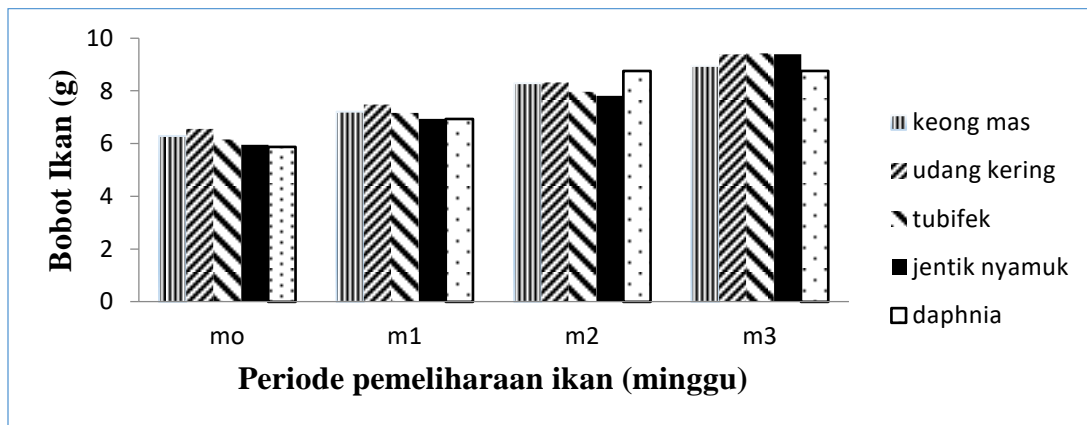 10
8
6
4
2
0
Bobot Ikan (g)
mo m1 m2 m3
Periode pemeliharaan ikan (minggu)
keong mas
udang kering
tubifek
jentik nyamuk
daphnia